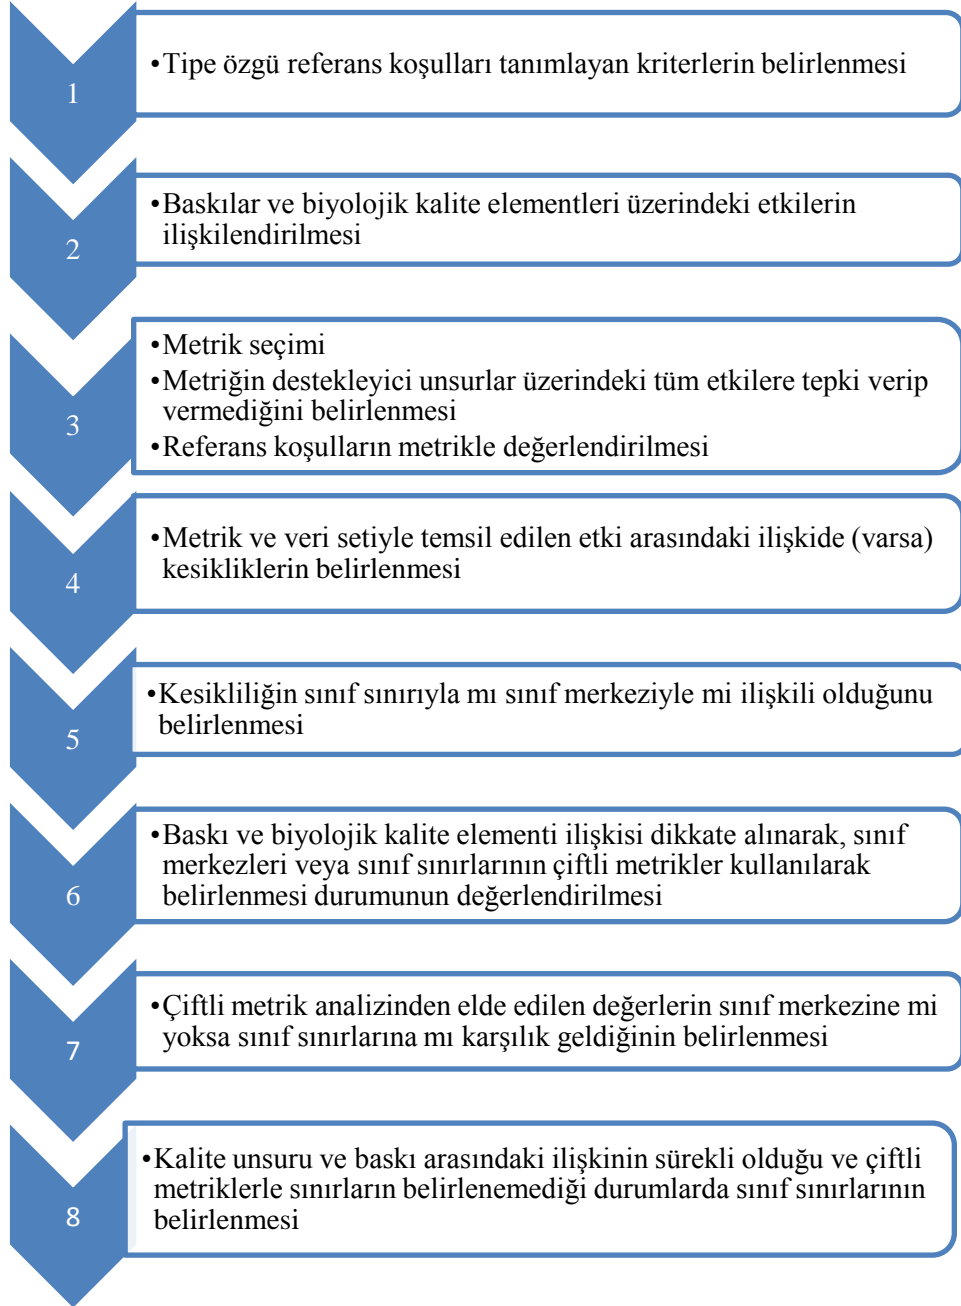 1
•Tipe özgü referans koşulları tanımlayan kriterlerin belirlenmesi
2
•Baskılar ve biyolojik kalite elementleri üzerindeki etkilerin
ilişkilendirilmesi
3
•Metrik seçimi
•Metriğin destekleyici unsurlar üzerindeki tüm etkilere tepki verip
vermediğini belirlenmesi
•Referans koşulların metrikle değerlendirilmesi
4
•Metrik ve veri setiyle temsil edilen etki arasındaki ilişkide (varsa)
kesikliklerin belirlenmesi
5
•Kesikliliğin sınıf sınırıyla mı sınıf merkeziyle mi ilişkili olduğunu
belirlenmesi
6
•Baskı ve biyolojik kalite elementi ilişkisi dikkate alınarak, sınıf
merkezleri veya sınıf sınırlarının çiftli metrikler kullanılarak
belirlenmesi durumunun değerlendirilmesi
7
•Çiftli metrik analizinden elde edilen değerlerin sınıf merkezine mi
yoksa sınıf sınırlarına mı karşılık geldiğinin belirlenmesi
8
•Kalite unsuru ve baskı arasındaki ilişkinin sürekli olduğu ve çiftli
metriklerle sınırların belirlenemediği durumlarda sınıf sınırlarının
belirlenmesi